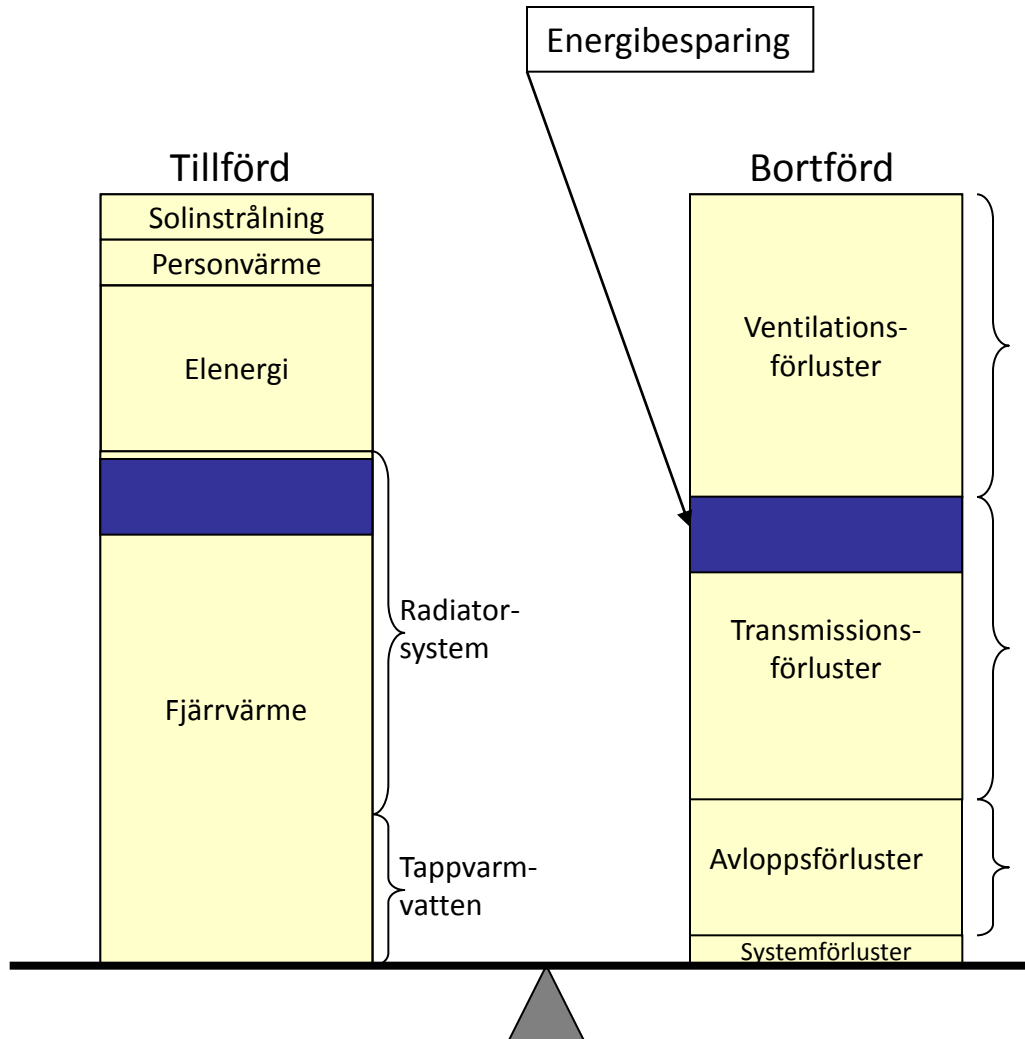 Energibesparing
Tillförd
Solinstrålning
Personvärme
Elenergi
Fjärrvärme
Radiator-
system
Tappvarm-
vatten
Bortförd
Ventilations-
förluster
Transmissions-
förluster
Avloppsförluster
Systemförluster